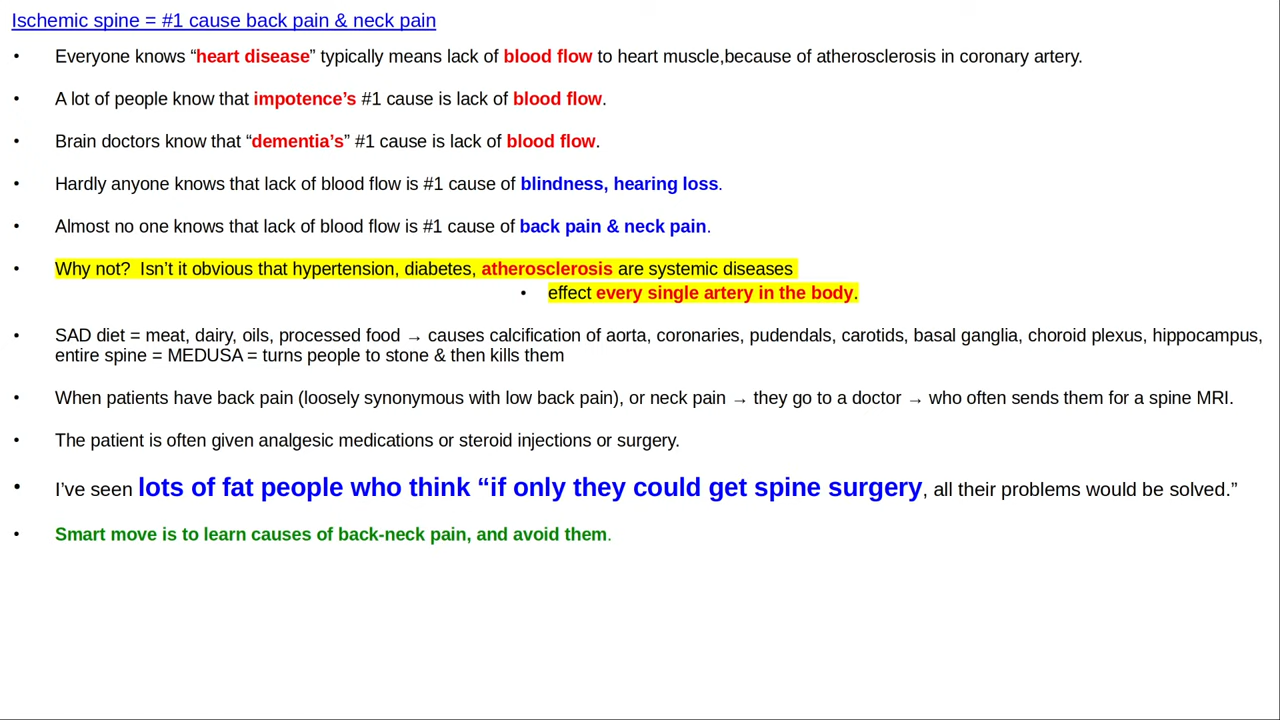 Ischemic spine = #1 cause back pain & neck pain
• Everyone knows “heart disease” typically means lack of blood flow to heart muscle,because of atherosclerosis in coronary artery.
• A lot of people know that impotence’s #1 cause is lack of blood flow.
• Brain doctors know that “dementia’s” #1 cause is lack of blood flow.
• Hardly anyone knows that lack of blood flow is #1 cause of blindness, hearing loss.
• Almost no one knows that lack of blood flow is #1 cause of back pain & neck pain.
• Why not?  Isn’t it obvious that hypertension, diabetes, atherosclerosis are systemic diseases
• effect every single artery in the body.
• SAD diet = meat, dairy, oils, processed food → causes calcification of aorta, coronaries, pudendals, carotids, basal ganglia, choroid plexus, hippocampus,
entire spine = MEDUSA = turns people to stone & then kills them
• When patients have back pain (loosely synonymous with low back pain), or neck pain → they go to a doctor → who often sends them for a spine MRI.
• The patient is often given analgesic medications or steroid injections or surgery.
• I’ve seen lots of fat people who think “if only they could get spine surgery, all their problems would be solved.”
• Smart move is to learn causes of back-neck pain, and avoid them.